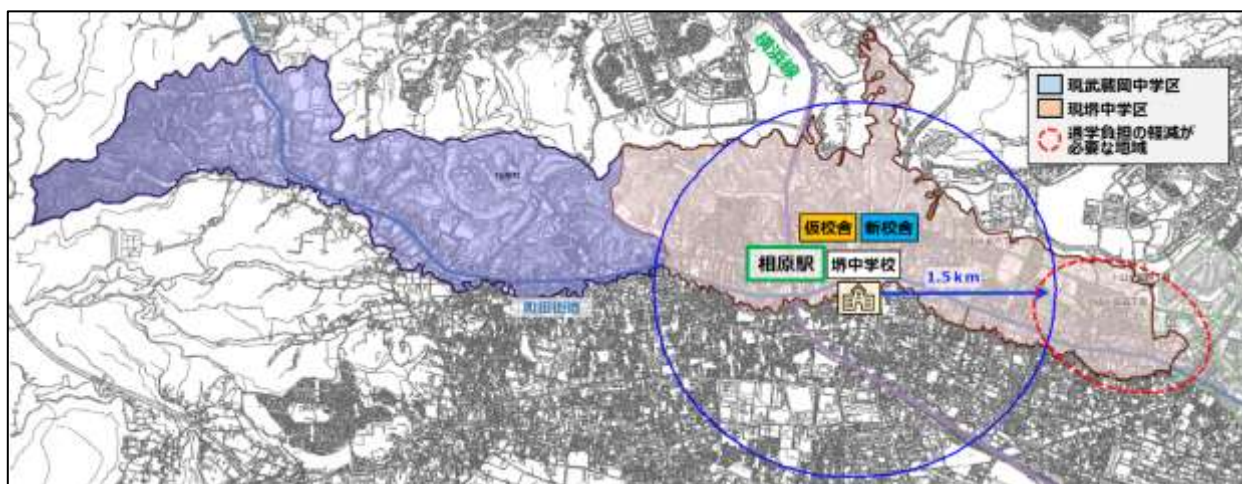 横浜線
現武蔵岡中学区
現堺中学区
通学負担の軽減が
必要な地域
仮校舎
新校舎
相原駅
堺中学校
1.5km
町田街道